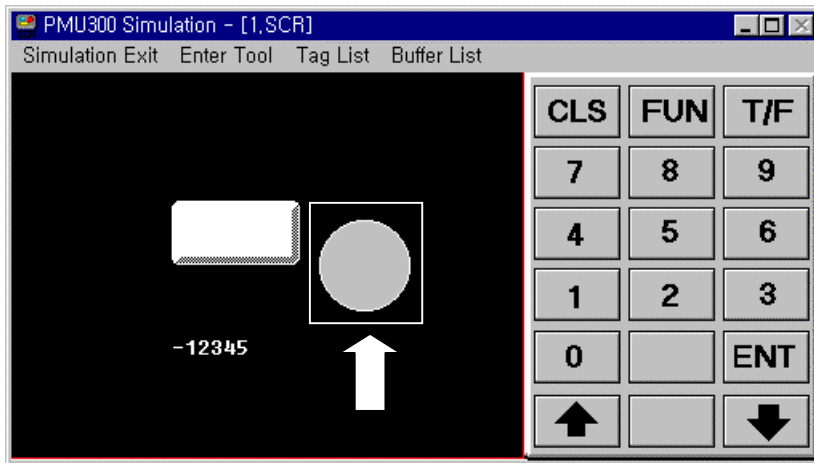 PMU300 Simulation - [1,SCR]
Simulation Exit Enter Tool Tag List Buffer List
CLS FUN T/F
7 8 9
4 5 6
1 2 3
0 ENT
-12345